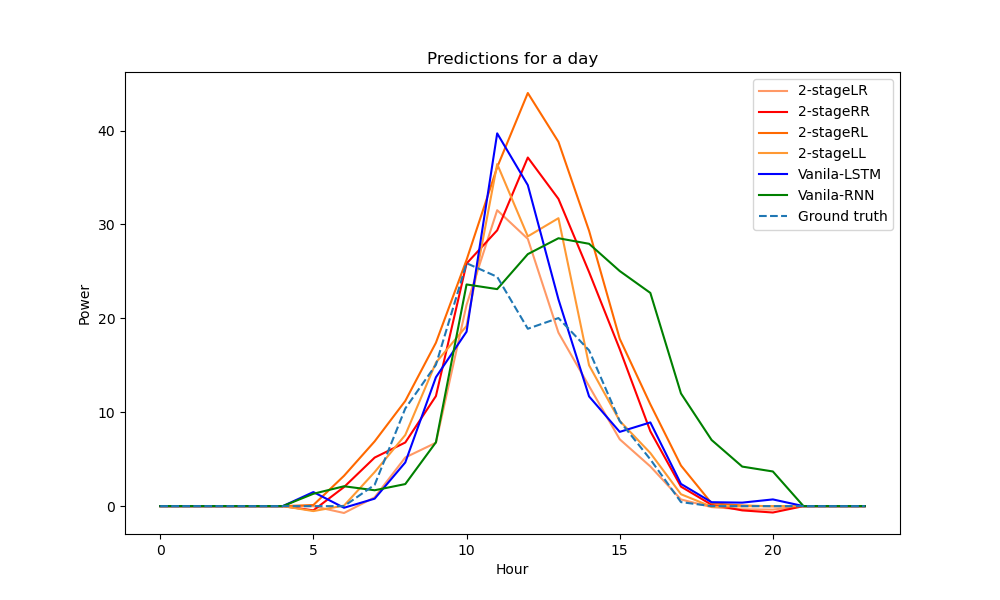 Predictions for a day
2-stageLR
2-stageRR
2-stageRL
2-stageLL
Vanila-LSTM
Vanila-RNN
Ground truth
Power
40
30
20
10
0
0 5 10 15 20
Hour